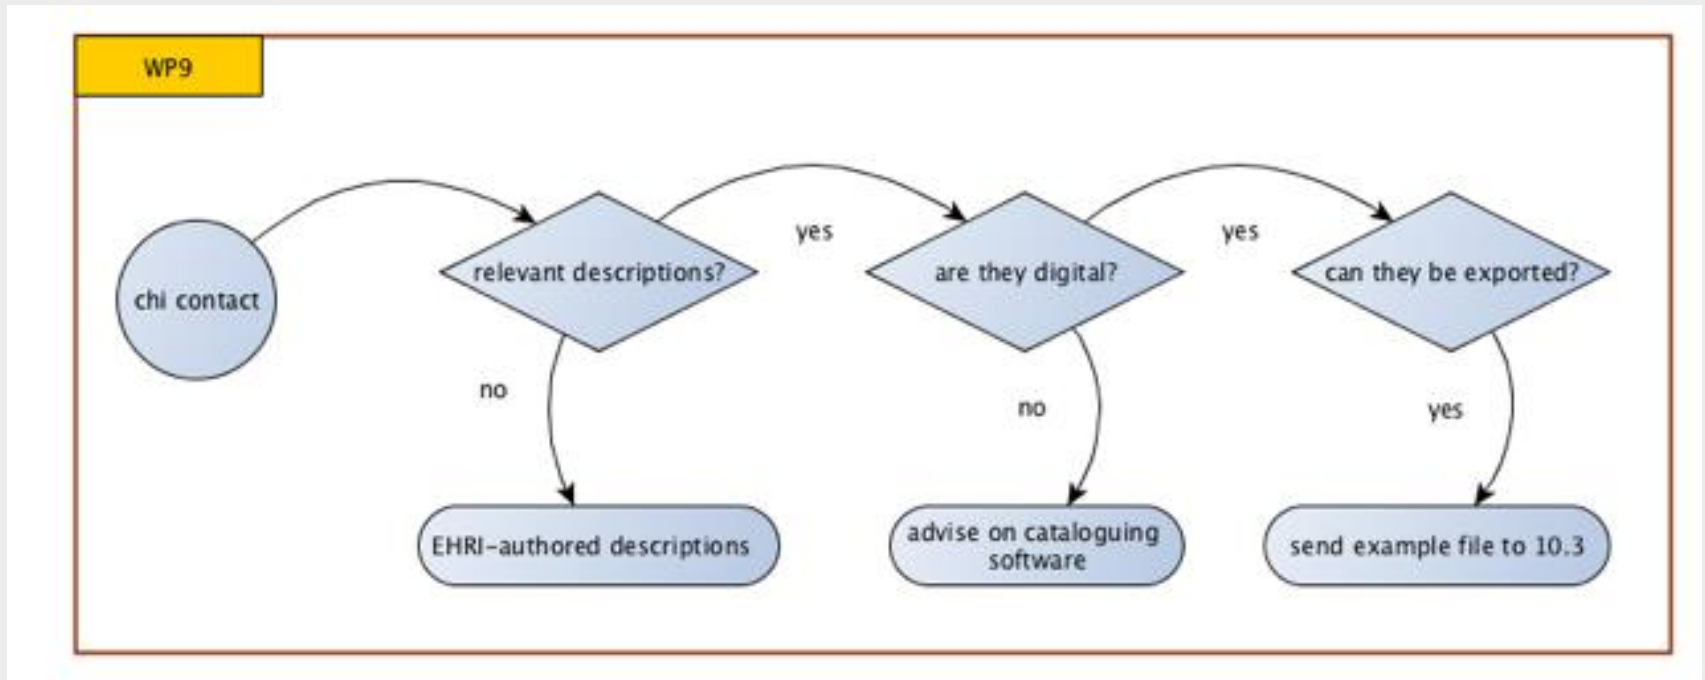 WP9
chi contact
relevant descriptions?
yes
are they digital?
yes
can they be exported?
no
no
yes
EHRI-authored descriptions
advise on cataloguing
software
send example file to 10.3